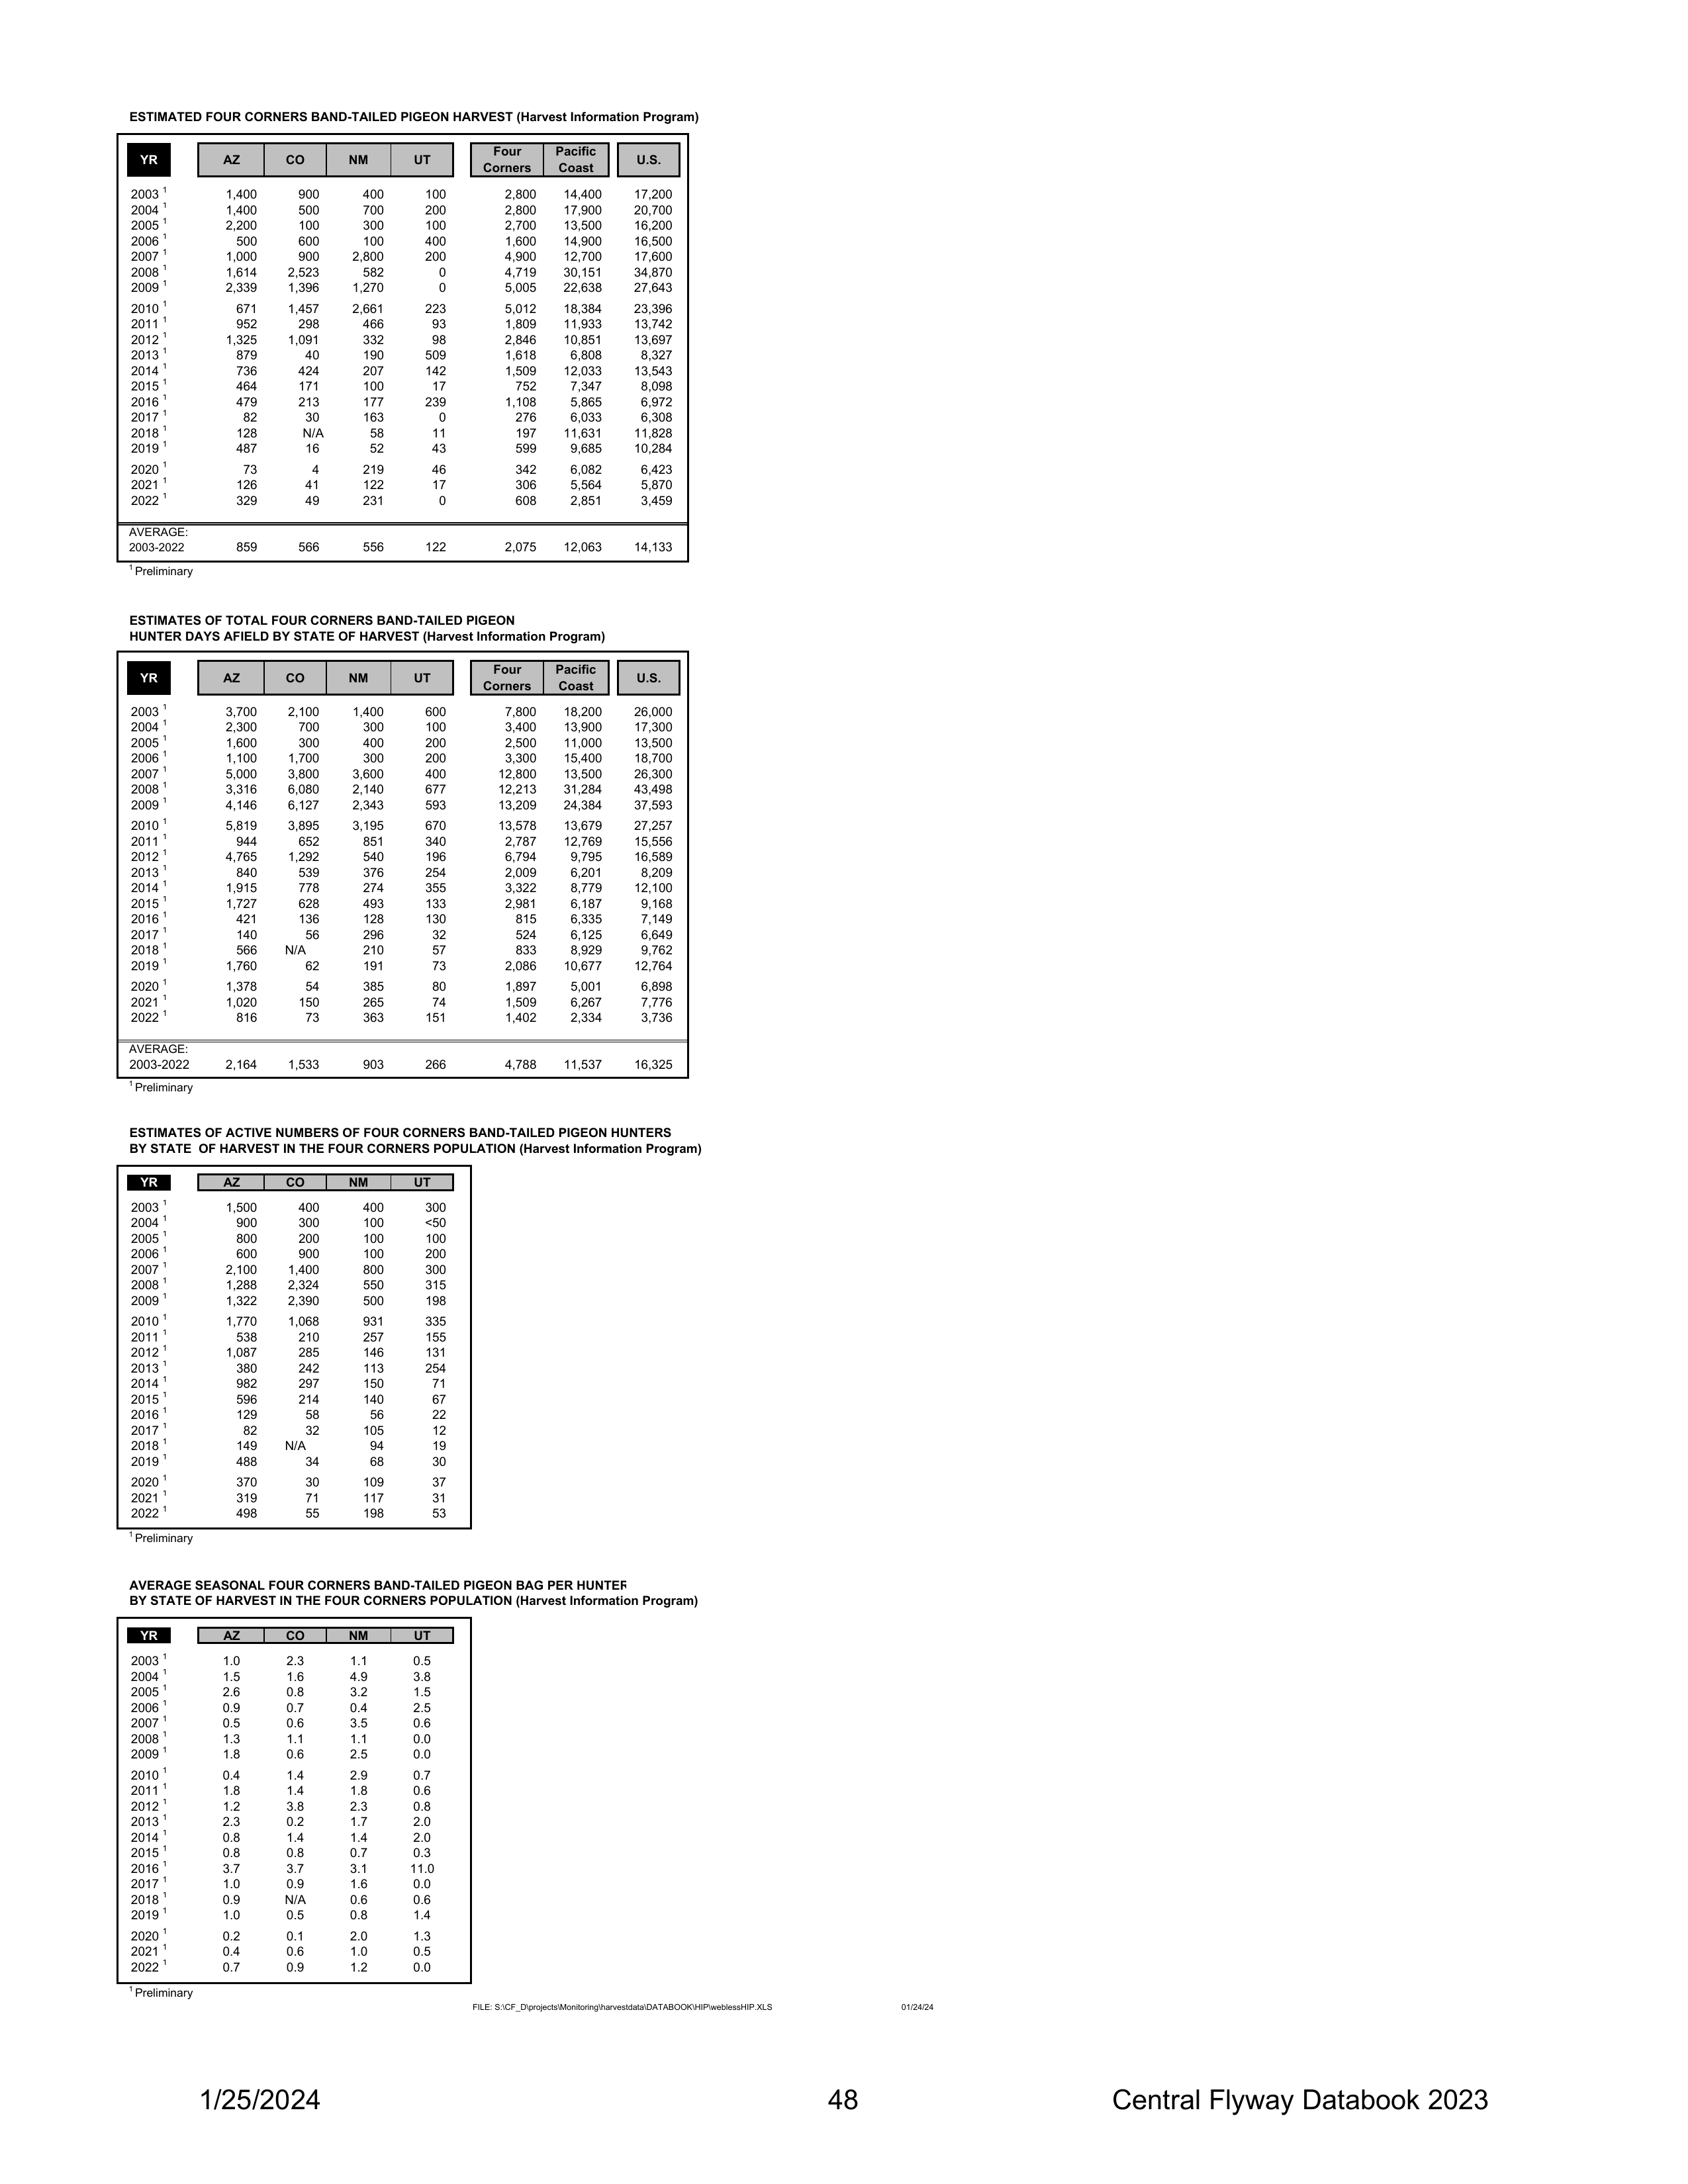 ESTIMATED FOUR CORNERS BAND-TAILED PIGEON HARVEST (Harvest Information Program)
YR AZ CO NM UT Four Corners Pacific Coast U.S.
2003 1 1,400 900 400 100 2,800 14,400 17,200
2004 1 1,400 500 700 200 2,800 17,900 20,700
2005 1 2,200 100 300 100 2,700 13,500 16,200
2006 1 500 600 100 400 1,600 14,900 16,500
2007 1 1,000 900 2,800 200 4,900 12,700 17,600
2008 1 1,614 2,523 582 0 4,719 30,151 34,870
2009 1 2,339 1,396 1,270 0 5,005 22,638 27,643
2010 1 671 1,457 2,661 223 5,012 18,384 23,396
2011 1 952 298 466 93 1,809 11,933 13,742
2012 1 1,325 1,091 332 98 2,846 10,851 13,697
2013 1 879 40 190 509 1,618 6,808 8,327
2014 1 736 424 207 142 1,509 12,033 13,543
2015 1 464 171 100 17 752 7,347 8,098
2016 1 479 213 177 239 1,108 5,865 6,972
2017 1 82 30 163 0 276 6,033 6,308
2018 1 128 N/A 58 11 197 11,631 11,828
2019 1 487 16 52 43 599 9,685 10,284
2020 1 73 4 219 46 342 6,082 6,423
2021 1 126 41 122 17 306 5,564 5,870
2022 1 329 49 231 0 608 2,851 3,459
AVERAGE:
2003-2022 859 566 556 122 2,075 12,063 14,133
1 Preliminary
ESTIMATES OF TOTAL FOUR CORNERS BAND-TAILED PIGEON
HUNTER DAYS AFIELD BY STATE OF HARVEST (Harvest Information Program)
YR AZ CO NM UT Four Corners Pacific Coast U.S.
2003 1 3,700 2,100 1,400 600 7,800 18,200 26,000
2004 1 2,300 700 300 100 3,400 13,900 17,300
2005 1 1,600 300 400 200 2,500 11,000 13,500
2006 1 1,100 1,700 300 200 3,300 15,400 18,700
2007 1 5,000 3,800 3,600 400 12,800 13,500 26,300
2008 1 3,316 6,080 2,140 677 12,213 31,284 43,498
2009 1 4,146 6,127 2,343 593 13,209 24,384 37,593
2010 1 5,819 3,895 3,195 670 13,578 13,679 27,257
2011 1 944 652 851 340 2,787 12,769 15,556
2012 1 4,765 1,292 540 196 6,794 9,795 16,589
2013 1 840 539 376 254 2,009 6,201 8,209
2014 1 1,915 778 274 355 3,322 8,779 12,100
2015 1 1,727 628 493 133 2,981 6,187 9,168
2016 1 421 136 128 130 815 6,335 7,149
2017 1 140 56 296 32 524 6,125 6,649
2018 1 566 N/A 210 57 833 8,929 9,762
2019 1 1,760 62 191 73 2,086 10,677 12,764
2020 1 1,378 54 385 80 1,897 5,001 6,898
2021 1 1,020 150 265 74 1,509 6,267 7,776
2022 1 816 73 363 151 1,402 2,334 3,736
AVERAGE:
2003-2022 2,164 1,533 903 266 4,788 11,537 16,325
1 Preliminary
ESTIMATES OF ACTIVE NUMBERS OF FOUR CORNERS BAND-TAILED PIGEON HUNTERS
BY STATE OF HARVEST IN THE FOUR CORNERS POPULATION (Harvest Information Program)
YR AZ CO NM UT
2003 1 1,500 400 400 300
2004 1 900 300 100 <50
2005 1 800 200 100 100
2006 1 600 900 100 200
2007 1 2,100 1,400 800 300
2008 1 1,288 2,324 550 315
2009 1 1,322 2,390 500 198
2010 1 1,770 1,068 931 335
2011 1 538 210 257 155
2012 1 1,087 285 146 131
2013 1 380 242 113 254
2014 1 982 297 150 71
2015 1 596 214 140 67
2016 1 129 58 56 22
2017 1 82 32 105 12
2018 1 149 N/A 94 19
2019 1 488 34 68 30
2020 1 370 30 109 37
2021 1 319 71 117 31
2022 1 498 55 198 53
1 Preliminary
AVERAGE SEASONAL FOUR CORNERS BAND-TAILED PIGEON BAG PER HUNTER
BY STATE OF HARVEST IN THE FOUR CORNERS POPULATION (Harvest Information Program)
YR AZ CO NM UT
2003 1 1.0 2.3 1.1 0.5
2004 1 1.5 1.6 4.9 3.8
2005 1 2.6 0.8 3.2 1.5
2006 1 0.9 0.7 0.4 2.5
2007 1 0.5 0.6 3.5 0.6
2008 1 1.3 1.1 1.1 0.0
2009 1 1.8 0.6 2.5 0.0
2010 1 0.4 1.4 2.9 0.7
2011 1 1.8 1.4 1.8 0.6
2012 1 1.2 3.8 2.3 0.8
2013 1 2.3 0.2 1.7 2.0
2014 1 0.8 1.4 1.4 2.0
2015 1 0.8 0.8 0.7 0.3
2016 1 3.7 3.7 3.1 11.0
2017 1 1.0 0.9 1.6 0.0
2018 1 0.9 N/A 0.6 0.6
2019 1 1.0 0.5 0.8 1.4
2020 1 0.2 0.1 2.0 1.3
2021 1 0.4 0.6 1.0 0.5
2022 1 0.7 0.9 1.2 0.0
1 Preliminary
FILE: S:\CF_D\projects\Monitoring\harvestdata\DATABOOK\HIP\weblessHIP.XLS 01/24/24
1/25/2024 48 Central Flyway Databook 2023